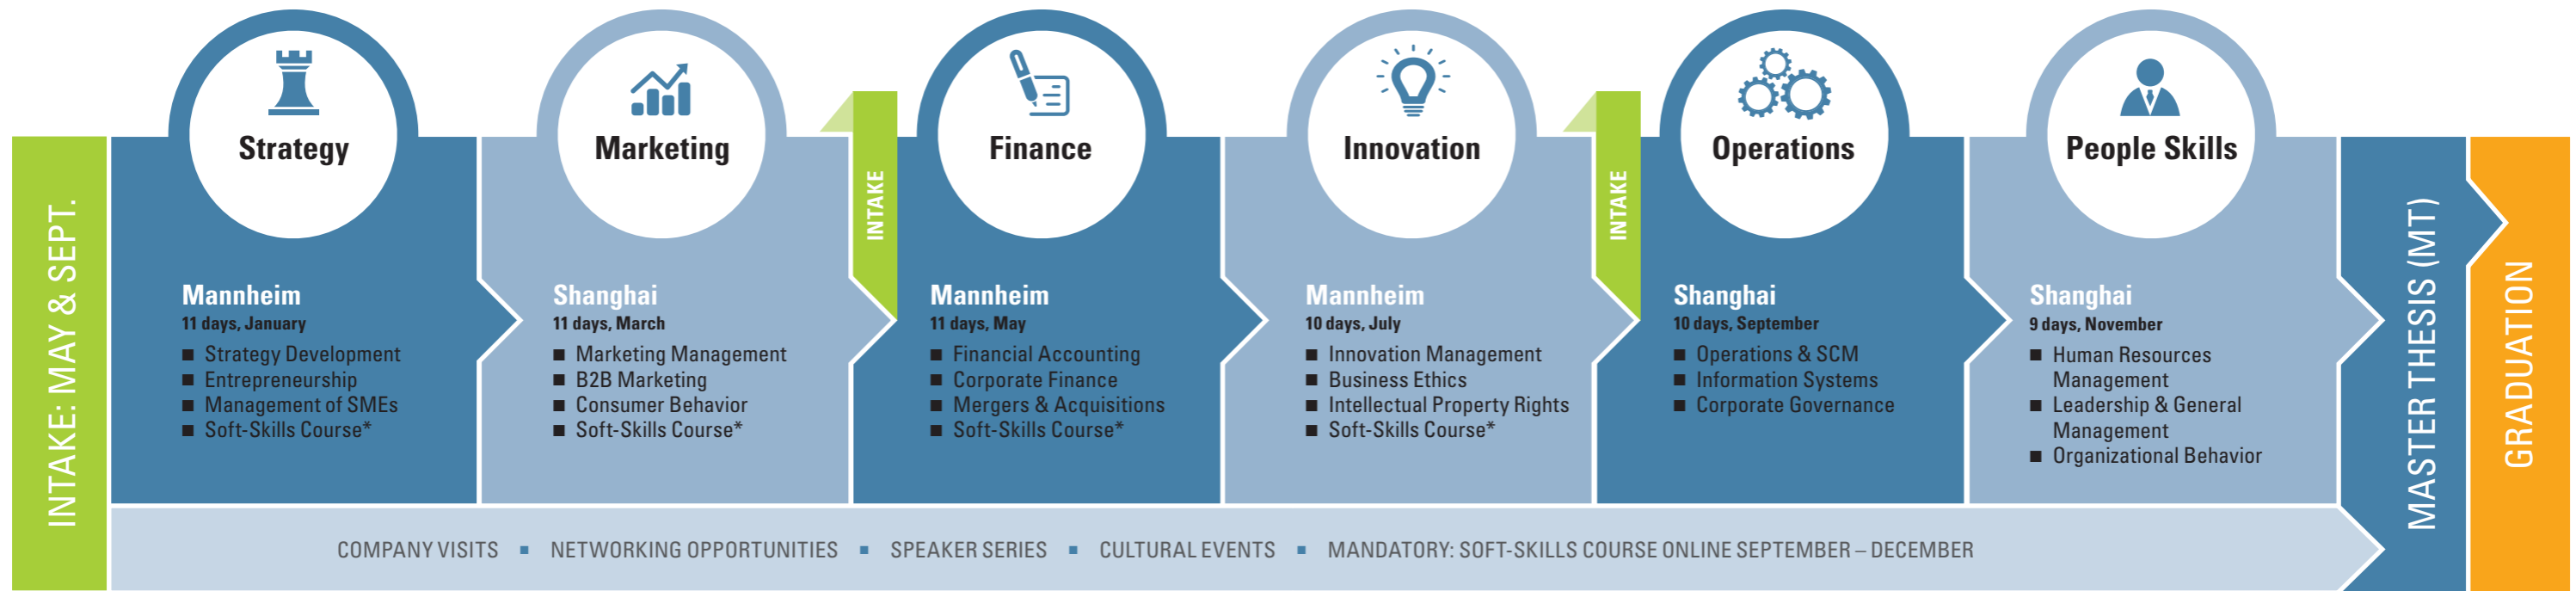 INTAKE: MAY & SEPT.
Strategy
Mannheim
11 days, January
■ Strategy Development
■ Entrepreneurship
■ Management of SMEs
■ Soft-Skills Course*
Marketing
Shanghai
11 days, March
■ Marketing Management
■ B2B Marketing
■ Consumer Behavior
■ Soft-Skills Course*
INTAKE
Finance
Mannheim
11 days, May
■ Financial Accounting
■ Corporate Finance
■ Mergers & Acquisitions
■ Soft-Skills Course*
Innovation
Mannheim
10 days, July
■ Innovation Management
■ Business Ethics
■ Intellectual Property Rights
■ Soft-Skills Course*
INTAKE
Operations
Shanghai
10 days, September
■ Operations & SCM
■ Information Systems
■ Corporate Governance
People Skills
Shanghai
9 days, November
■ Human Resources
Management
■ Leadership & General
Management
■ Organizational Behavior
MASTER THESIS (MT)
GRADUATION
COMPANY VISITS ■ NETWORKING OPPORTUNITIES ■ SPEAKER SERIES ■ CULTURAL EVENTS ■ MANDATORY: SOFT-SKILLS COURSE ONLINE SEPTEMBER – DECEMBER